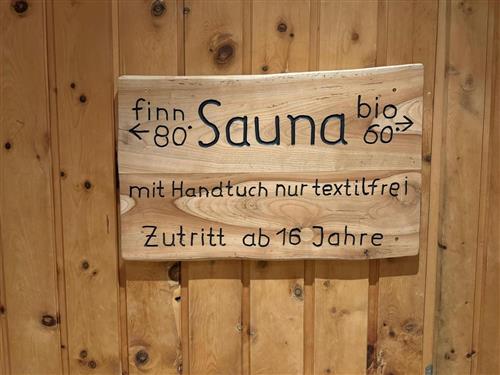 finn Sauna bio
← 80° 60° →
mit Handtuch nur textilfrei
Zutritt ab 16 Jahre